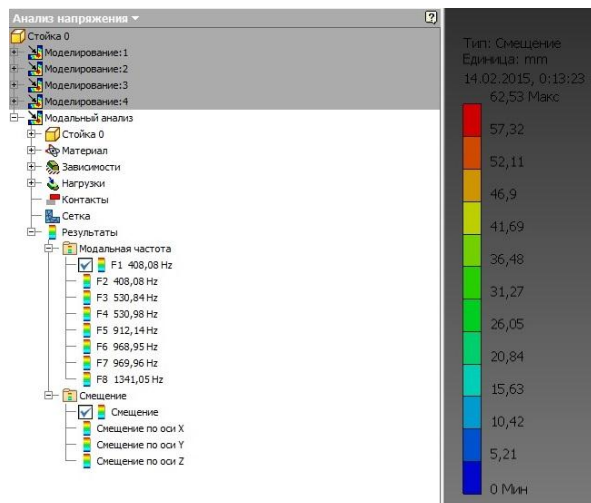 Анализ напряжения
Стойка 0
Моделирование:1
Моделирование:2
Моделирование:3
Моделирование:4
Модальный анализ
Стойка 0
Материал
Зависимости
Нагрузки
Контакты
Сетка
Результаты
Модальная частота
F1 408,08 Hz
F2 408,08 Hz
F3 530,84 Hz
F4 530,98 Hz
F5 912,14 Hz
F6 968,95 Hz
F7 969,96 Hz
F8 1341,05 Hz
Смещение
Смещение
Смещение по оси X
Смещение по оси Y
Смещение по оси Z
Тип: Смещение
Единица: mm
14.02.2015, 0:13:23
62,53 Макс
57,32
52,11
46,9
41,69
36,48
31,27
26,05
20,84
15,63
10,42
5,21
0 Мин